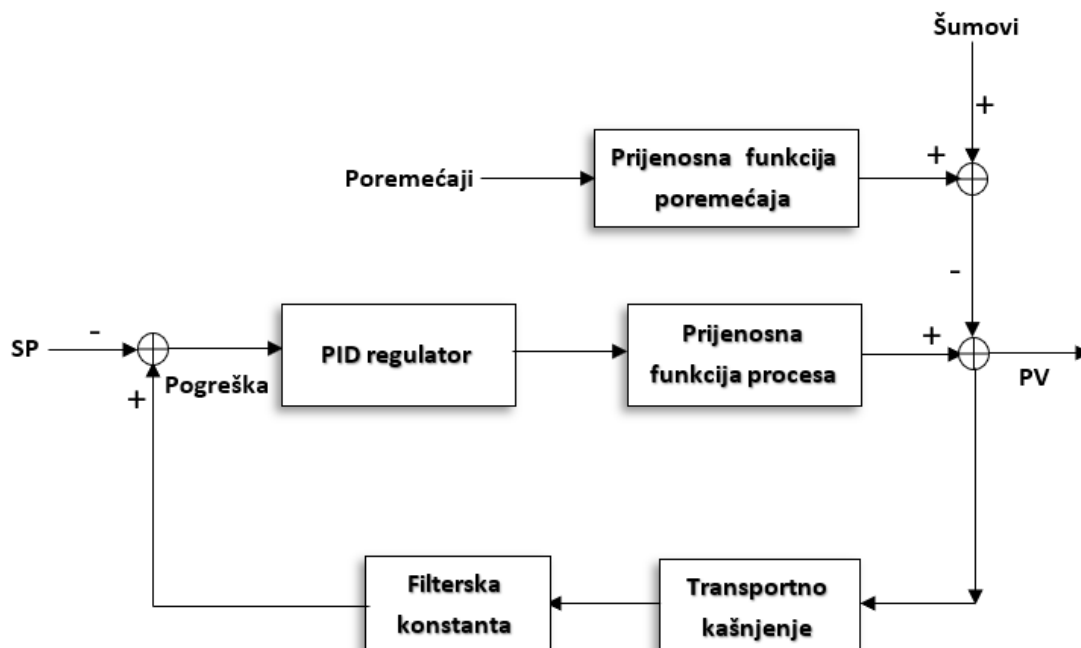 Šumovi
+
Poremećaji
Prijenosna funkcija
poremećaja
+
-
SP
-
+
Pogreška
PID regulator
Prijenosna
funkcija procesa
+
PV
Filterska
konstanta
Transportno
kašnjenje